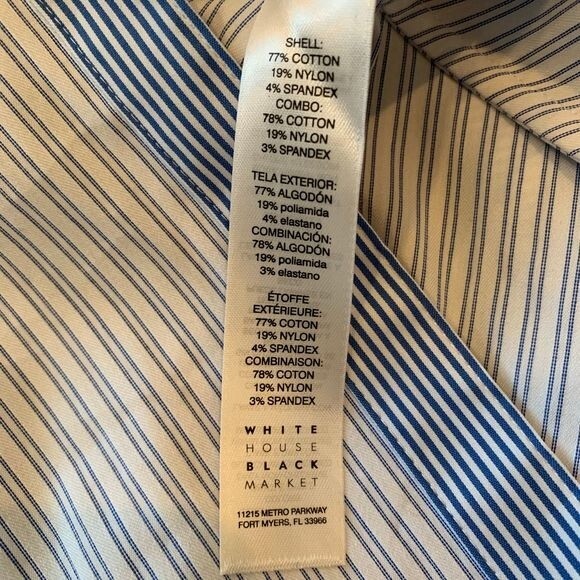 SHELL:
77% COTTON
19% NYLON
4% SPANDEX
COMBO:
78% COTTON
19% NYLON
3% SPANDEX
TELA EXTERIOR:
77% ALGODÓN
19% poliamida
4% elastano
COMBINACIÓN:
78% ALGODÓN
19% poliamida
3% elastano
ÉTOFFE
EXTÉRIEURE:
77% COTON
19% NYLON
4% SPANDEX
COMBINAISON:
78% COTON
19% NYLON
3% SPANDEX
WHITE
HOUSE
BLACK
MARKET
11215 METRO PARKWAY
FORT MYERS, FL 33966